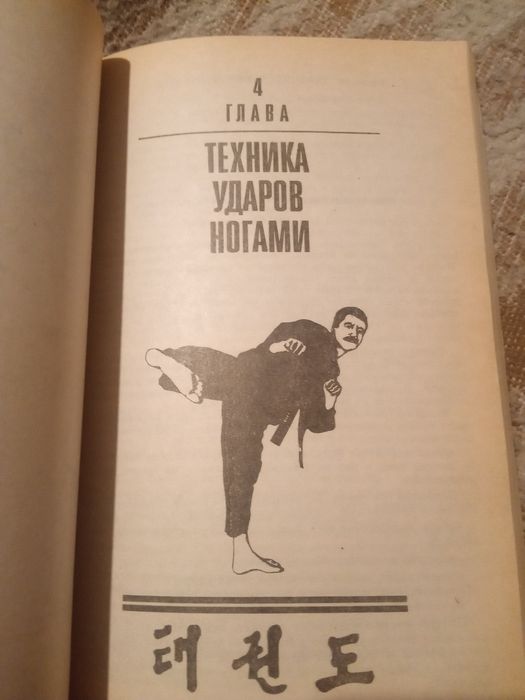 4
ГЛАВА
ТЕХНИКА
УДАРОВ
НОГАМИ
태 권 도